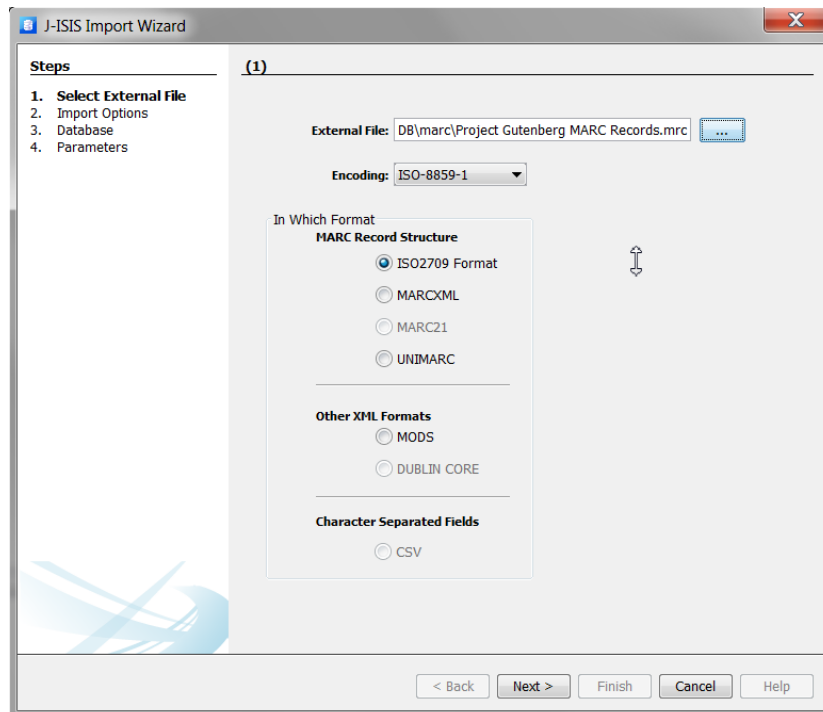 J-ISIS Import Wizard
Steps
1. Select External File
2. Import Options
3. Database
4. Parameters
(1)
External File: DB\marc\Project Gutenberg MARC Records.mrc ...
Encoding: ISO-8859-1
In Which Format
MARC Record Structure
ISO2709 Format
MARCXML
MARC21
UNIMARC
Other XML Formats
MODS
DUBLIN CORE
Character Separated Fields
CSV
< Back Next > Finish Cancel Help